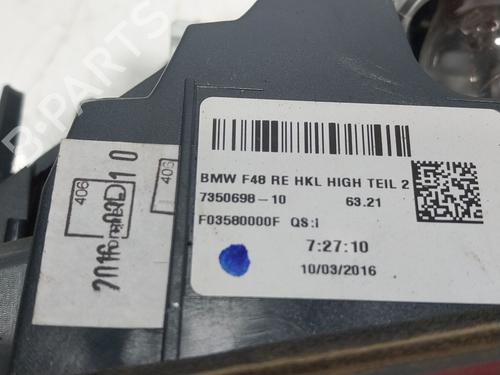 B-PARTS
BMW F48 RE HKL HIGH TEIL 2
7350698-10 63.21
F03580000F QS:i
7:27:10
10/03/2016
406
406